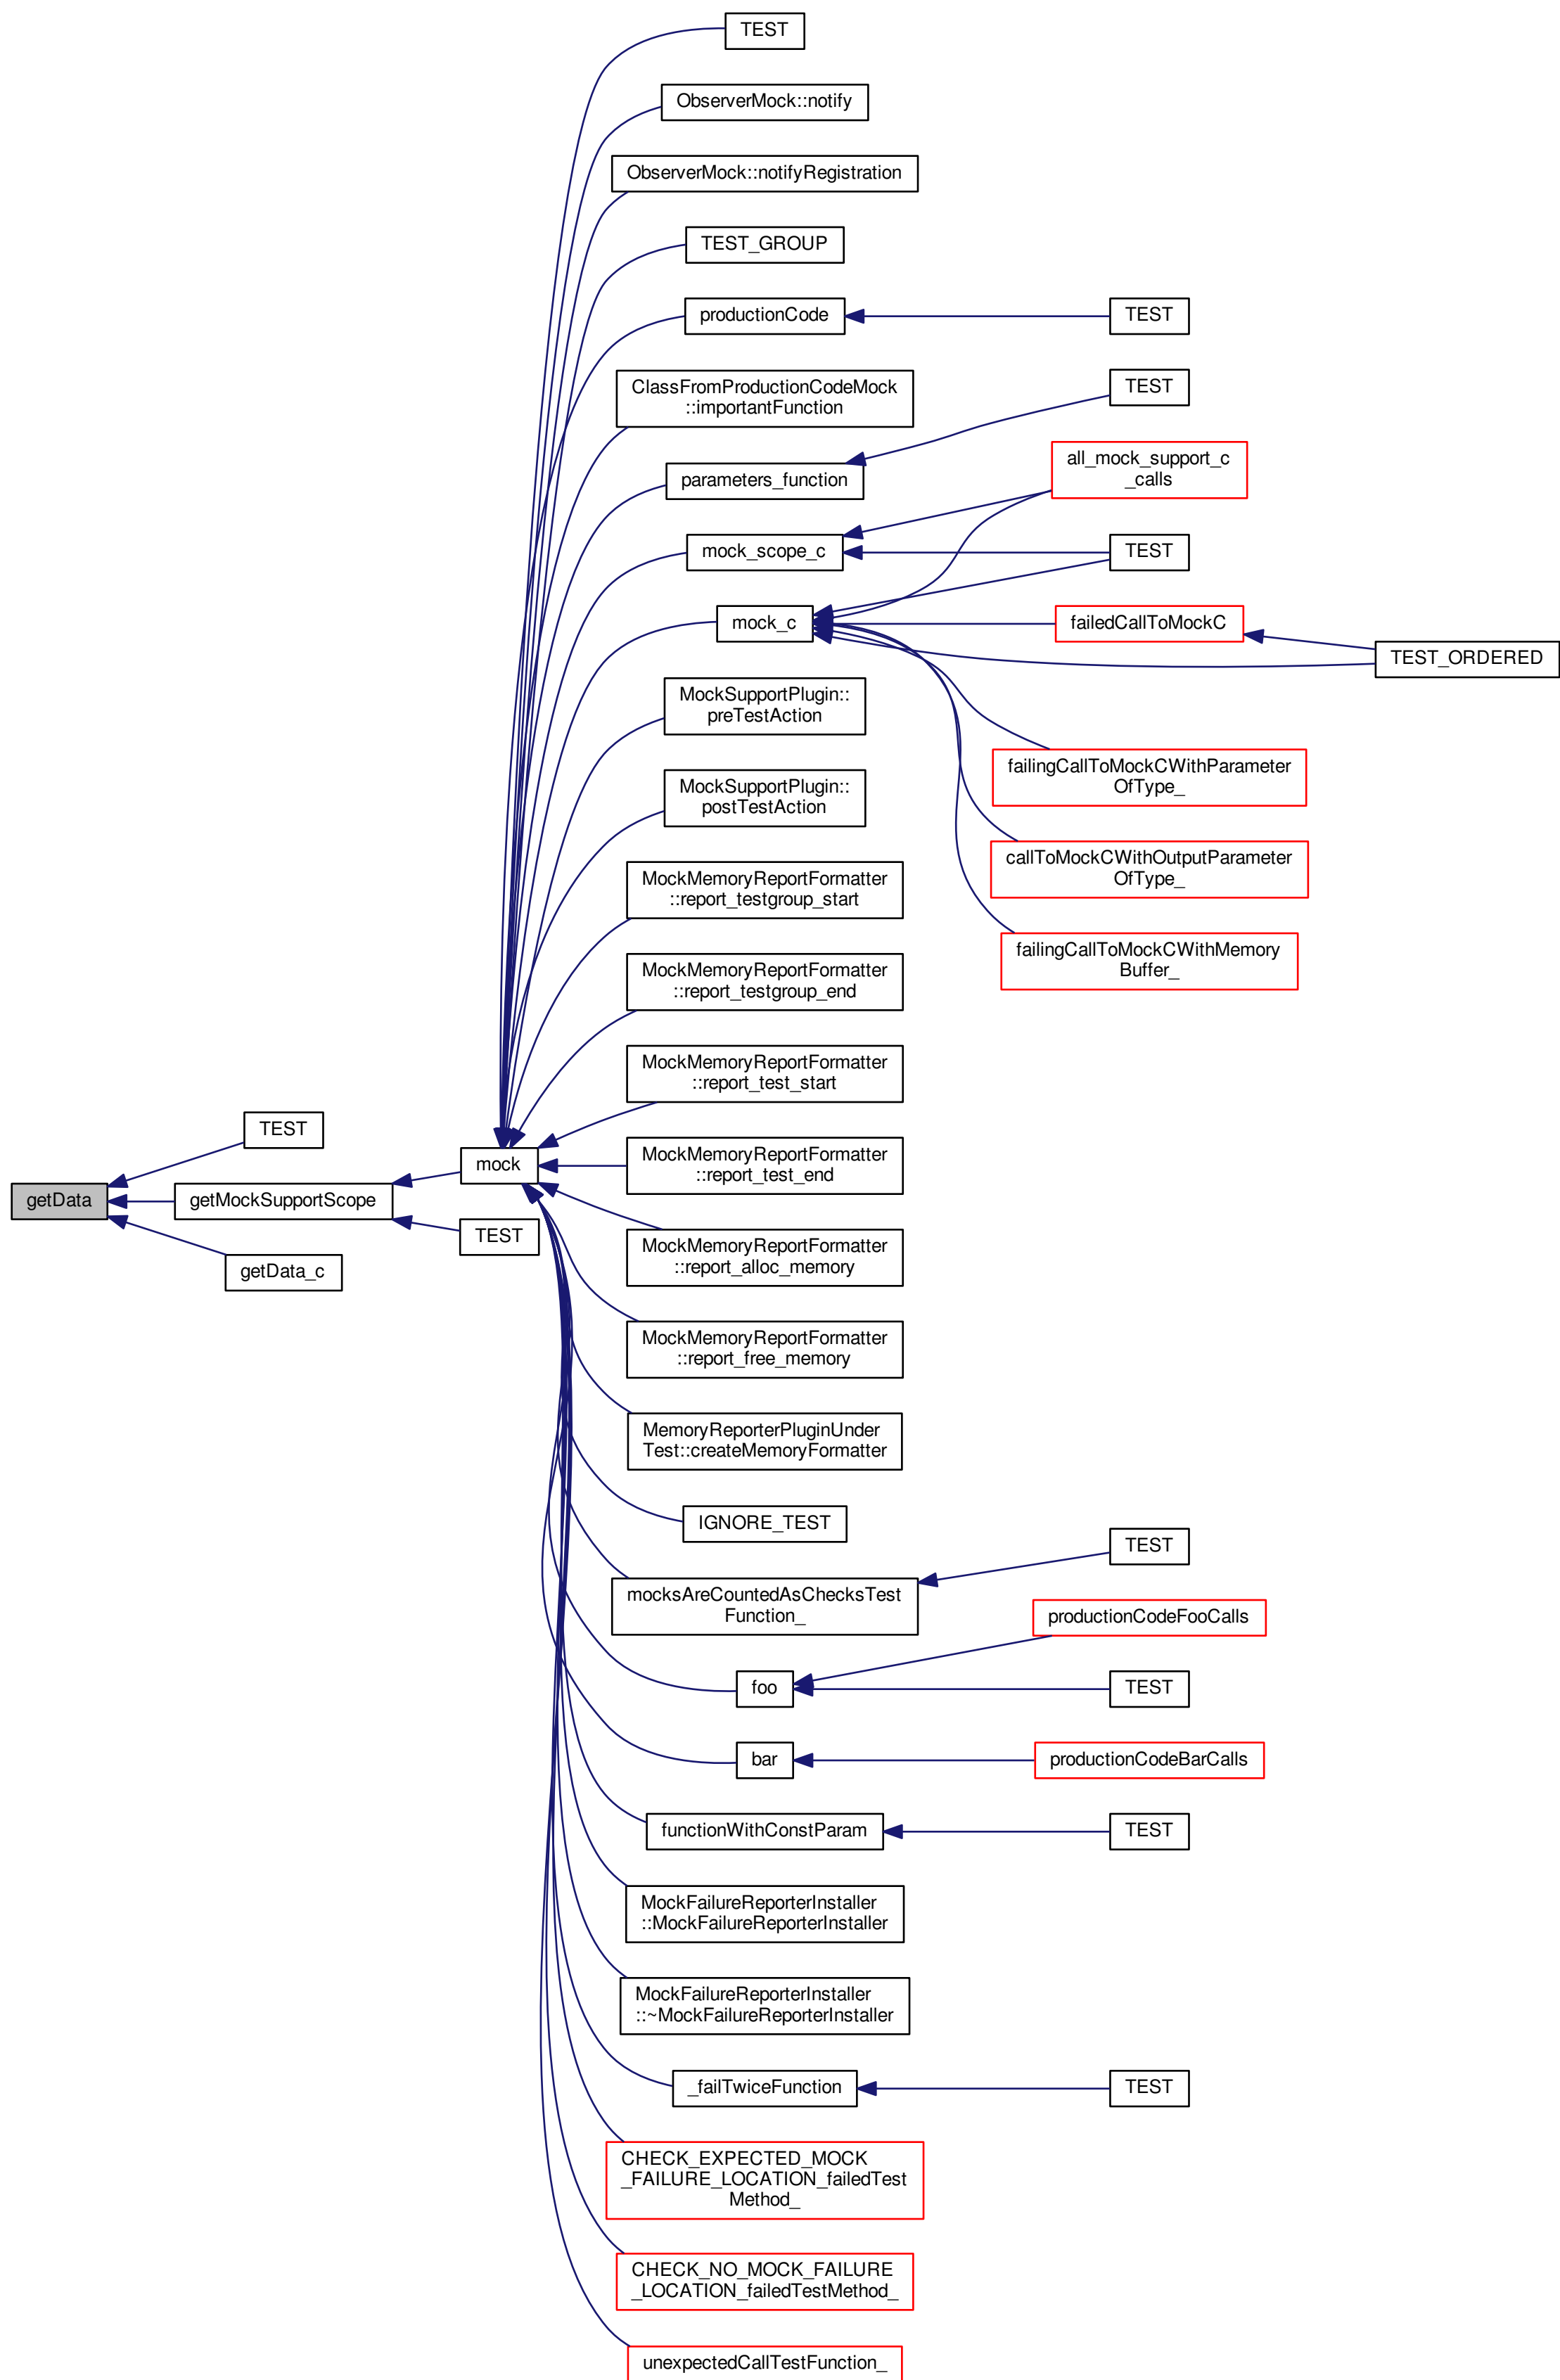 TEST
ObserverMock::notify
ObserverMock::notifyRegistration
TEST_GROUP
productionCode
TEST
ClassFromProductionCodeMock
::importantFunction
TEST
parameters_function
all_mock_support_c
_calls
mock_scope_c
TEST
mock_c
failedCallToMockC
TEST_ORDERED
MockSupportPlugin::
preTestAction
failingCallToMockCWithParameter
OfType_
MockSupportPlugin::
postTestAction
callToMockCWithOutputParameter
OfType_
MockMemoryReportFormatter
::report_testgroup_start
failingCallToMockCWithMemory
Buffer_
MockMemoryReportFormatter
::report_testgroup_end
MockMemoryReportFormatter
::report_test_start
TEST
mock
MockMemoryReportFormatter
::report_test_end
getData
getMockSupportScope
TEST
getData_c
MockMemoryReportFormatter
::report_alloc_memory
MockMemoryReportFormatter
::report_free_memory
MemoryReporterPluginUnder
Test::createMemoryFormatter
IGNORE_TEST
TEST
mocksAreCountedAsChecksTest
Function_
productionCodeFooCalls
foo
TEST
bar
productionCodeBarCalls
functionWithConstParam
TEST
MockFailureReporterInstaller
::MockFailureReporterInstaller
MockFailureReporterInstaller
::~MockFailureReporterInstaller
_failTwiceFunction
TEST
CHECK_EXPECTED_MOCK
_FAILURE_LOCATION_failedTest
Method_
CHECK_NO_MOCK_FAILURE
_LOCATION_failedTestMethod_
unexpectedCallTestFunction_